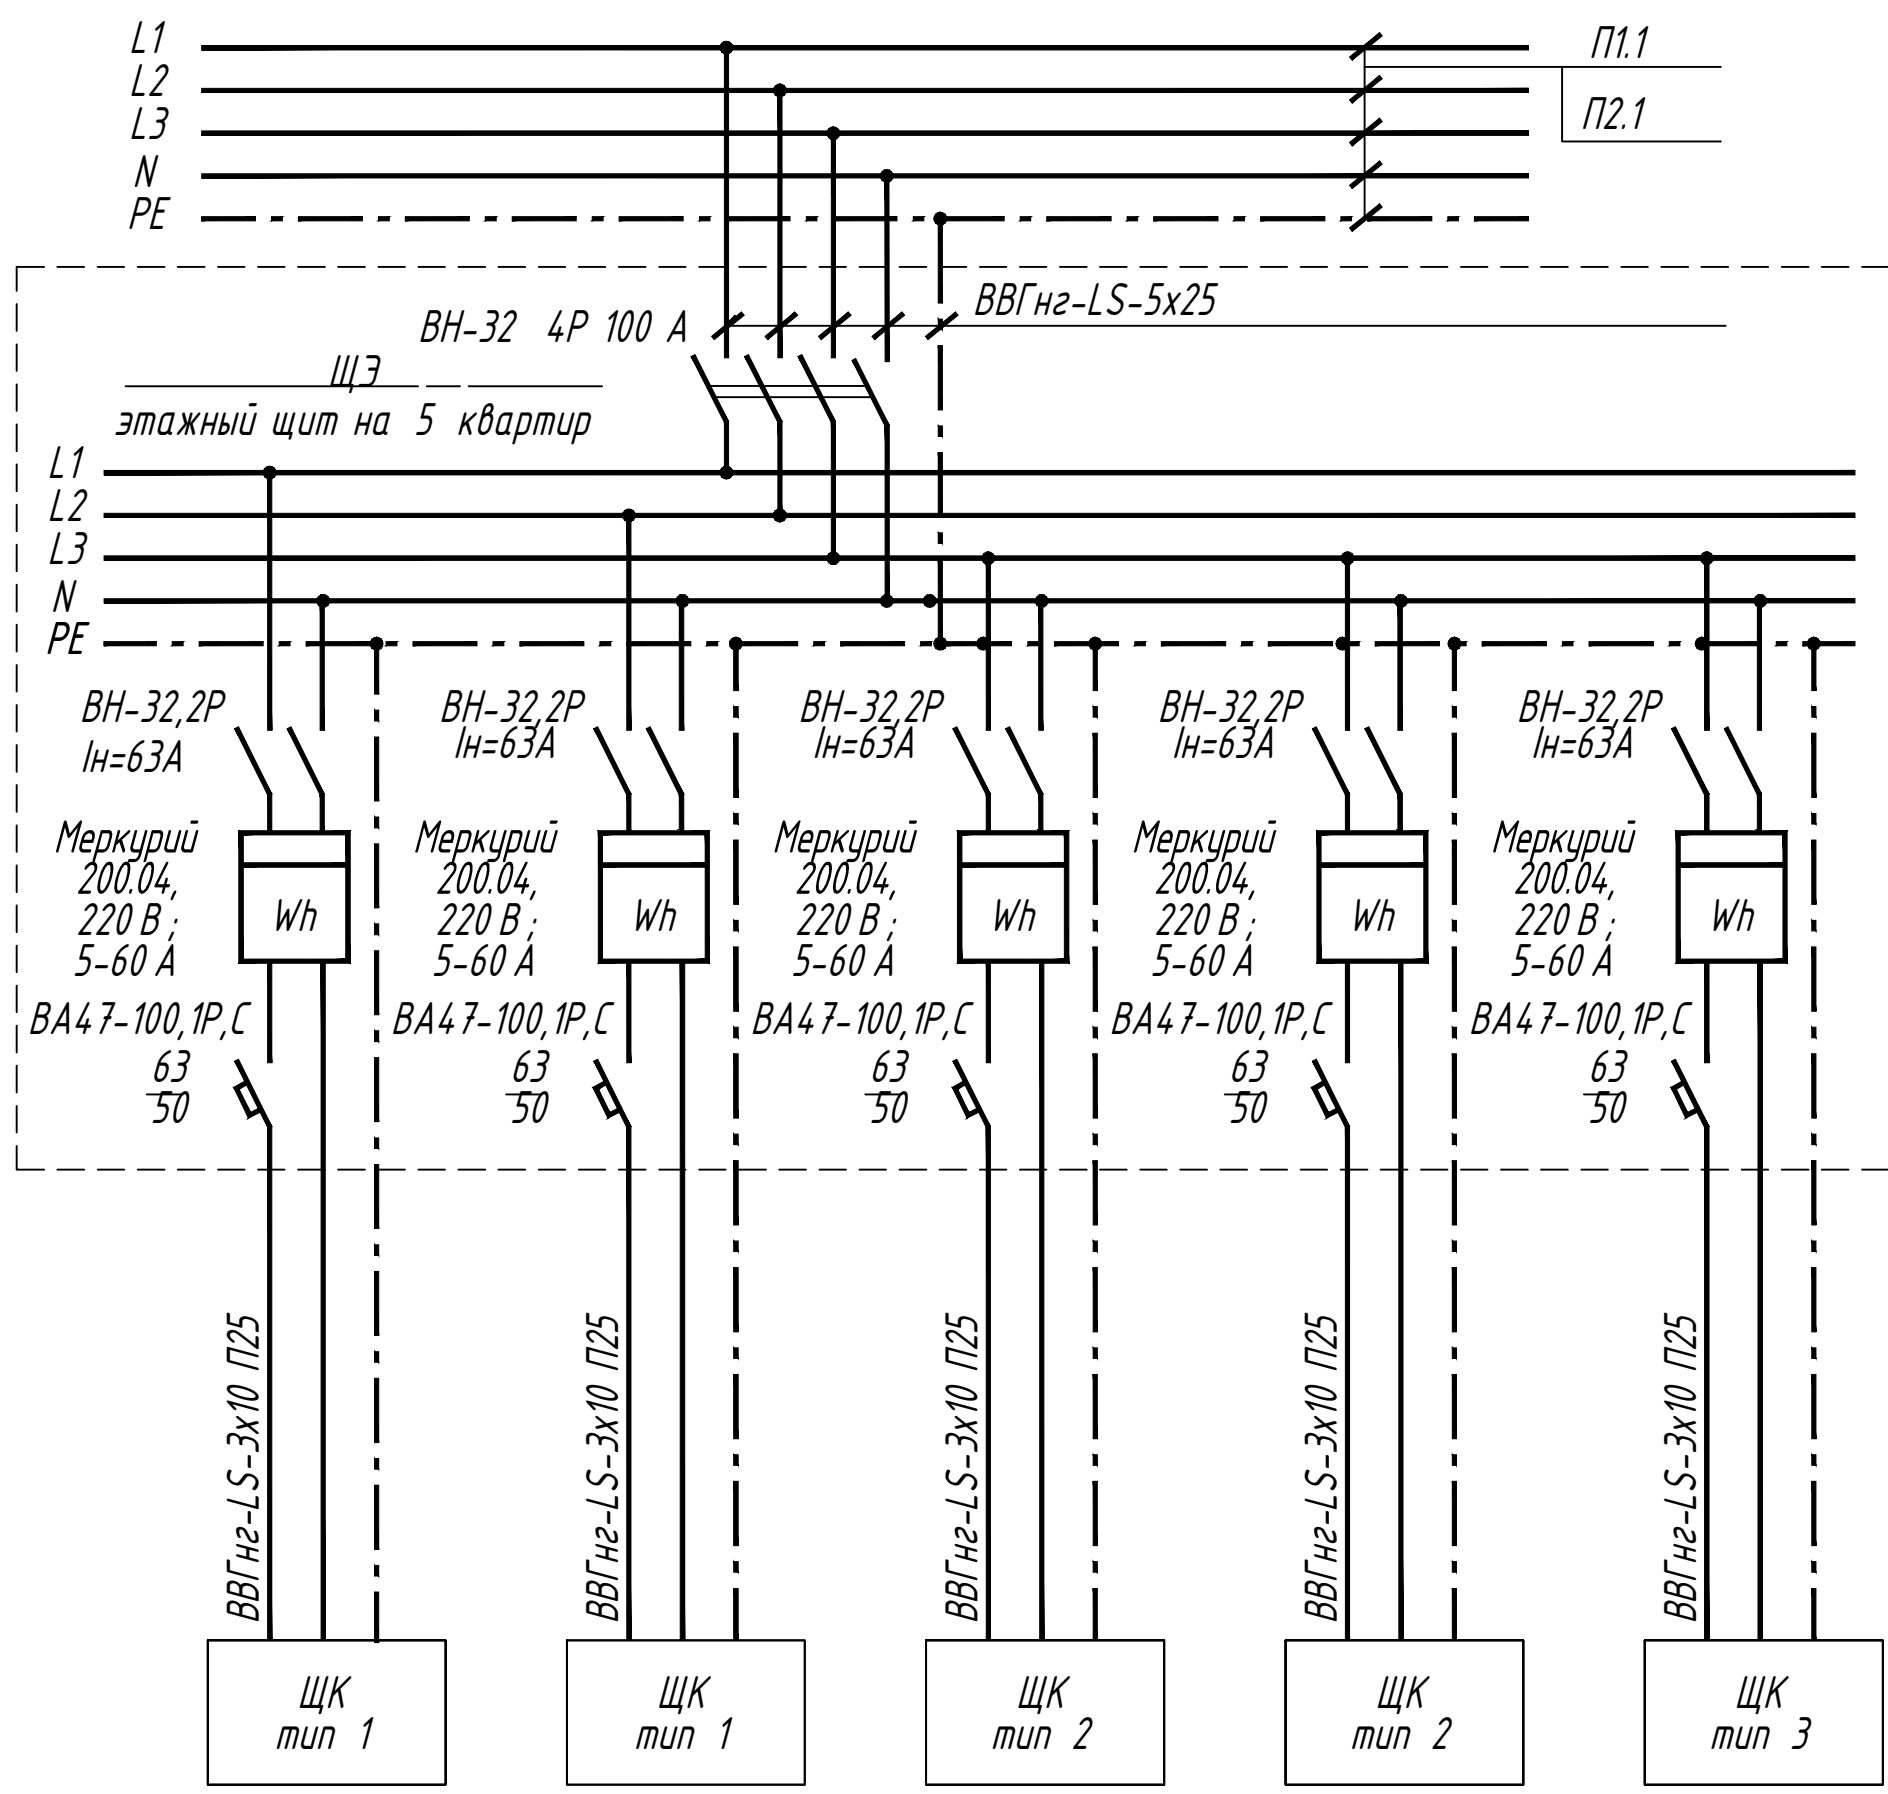 L1
П1.1
L2
П2.1
L3
N
PE
ВВГнг-LS-5х25
ВН-32 4Р 100 А
ЩЭ
этажный щит на 5 квартир
L1
L2
L3
N
PE
ВН-32,2Р
Iн=63А
ВН-32,2Р
Iн=63А
ВН-32,2Р
Iн=63А
ВН-32,2Р
Iн=63А
ВН-32,2Р
Iн=63А
Меркурий
200.04,
220 В ;
5-60 А
Wh
Меркурий
200.04,
220 В ;
5-60 А
Wh
Меркурий
200.04,
220 В ;
5-60 А
Wh
Меркурий
200.04,
220 В ;
5-60 А
Wh
Меркурий
200.04,
220 В ;
5-60 А
Wh
ВА47-100,1Р,С
63
50
ВА47-100,1Р,С
63
50
ВА47-100,1Р,С
63
50
ВА47-100,1Р,С
63
50
ВА47-100,1Р,С
63
50
ВВГнг-LS-3х10 П25
ВВГнг-LS-3х10 П25
ВВГнг-LS-3х10 П25
ВВГнг-LS-3х10 П25
ВВГнг-LS-3х10 П25
ЩК
тип 1
ЩК
тип 1
ЩК
тип 2
ЩК
тип 2
ЩК
тип 3